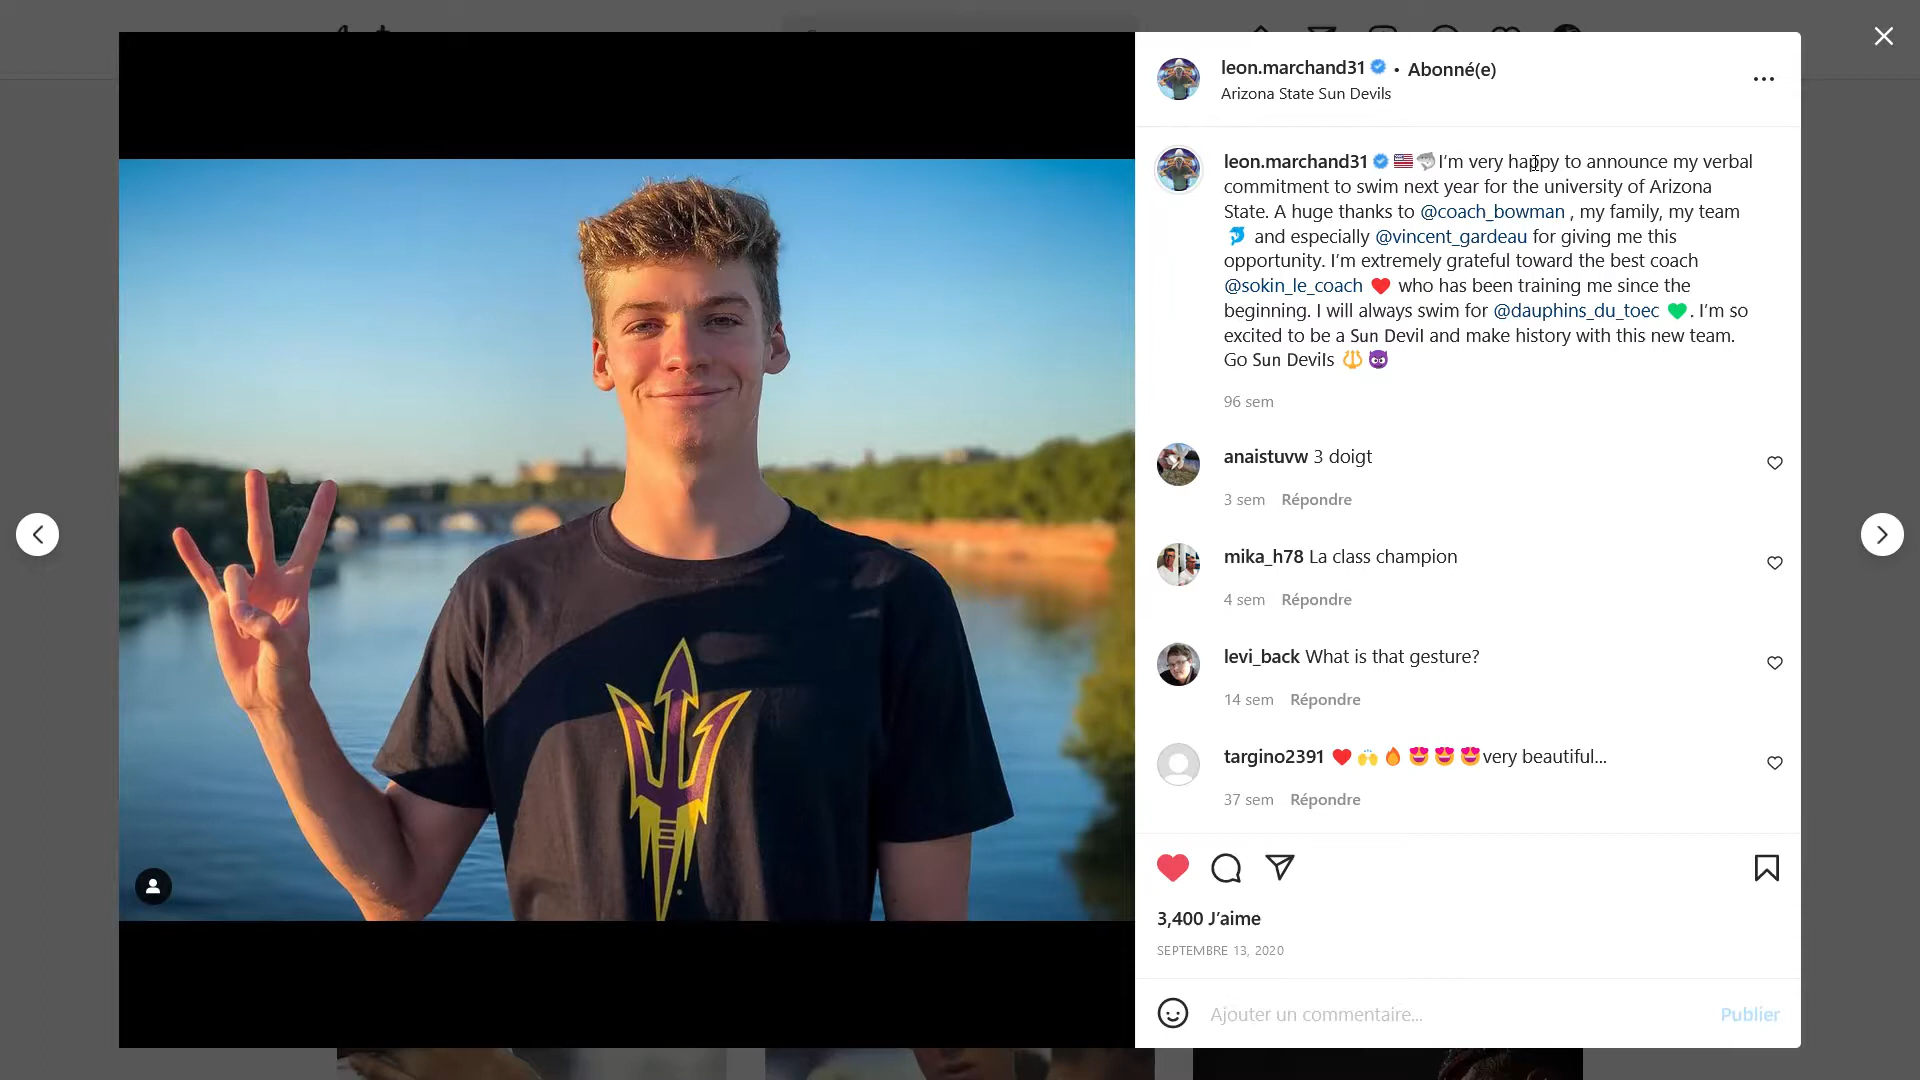 leon.marchand31 • Abonné(e)
Arizona State Sun Devils
leon.marchand31 🇺🇸🦈I'm very happy to announce my verbal
commitment to swim next year for the university of Arizona
State. A huge thanks to @coach_bowman , my family, my team
🐬 and especially @vincent_gardeau for giving me this
opportunity. I'm extremely grateful toward the best coach
@sokin_le_coach ❤️ who has been training me since the
beginning. I will always swim for @dauphins_du_toec 💚. I'm so
excited to be a Sun Devil and make history with this new team.
Go Sun Devils 🔱 😈
96 sem
anaistuvw 3 doigt
3 sem Répondre
mika_h78 La class champion
4 sem Répondre
levi_back What is that gesture?
14 sem Répondre
targino2391 ❤️ 🙌 🔥 😍 😍 😍very beautiful...
37 sem Répondre
3,400 J'aime
SEPTEMBRE 13, 2020
Ajouter un commentaire... Publier